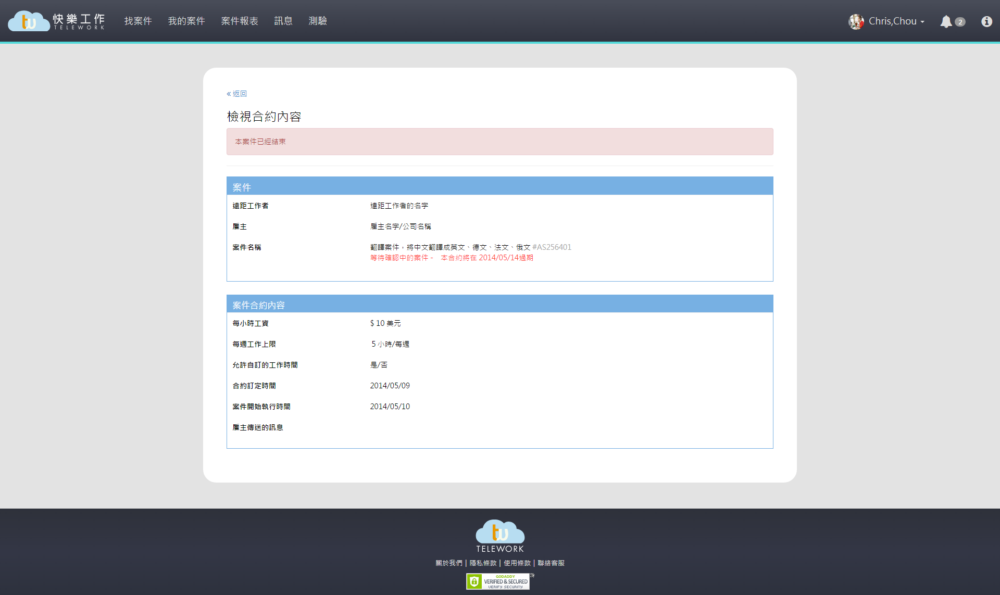 tw 快樂工作
TELEWORK
找案件 我的案件 案件報表 訊息 測驗
Chris,Chou
2
« 返回
檢視合約內容
本案件已經結束
案件
遠距工作者 遠距工作者的名字
雇主 雇主名字/公司名稱
案件名稱 翻譯案件，將中文翻譯成英文、德文、法文、俄文 #AS256401
等待確認中的案件 - 本合約將在 2014/05/14過期
案件合約內容
每小時工資 $ 10 美元
每週工作上限 5 小時/每週
允許自訂的工作時間 是/否
合約訂定時間 2014/05/09
案件開始執行時間 2014/05/10
雇主傳送的訊息
tw
TELEWORK
關於我們 | 隱私條款 | 使用條款 | 聯絡客服
GODADDY
VERIFIED & SECURED
VERIFY SECURITY